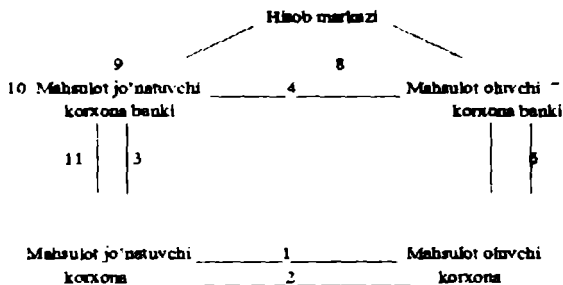 Hisob markazi
9 8
10 Mahsulot jo'natuvchi 4 Mahsulot oluvchi
korxona banki korxona banki
11 3
Mahsulot jo'natuvchi 1 Mahsulot oluvchi
korxona 2 korxona